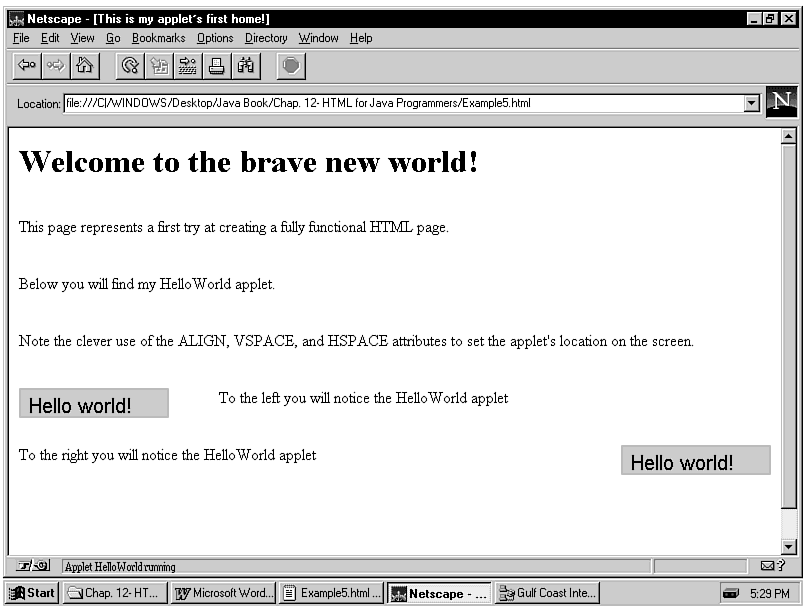 Netscape - [This is my applet's first home!]
File Edit View Go Bookmarks Options Directory Window Help
Location: file:///C|/WINDOWS/Desktop/Java Book/Chap. 12- HTML for Java Programmers/Example5.html
N
Welcome to the brave new world!
This page represents a first try at creating a fully functional HTML page.
Below you will find my HelloWorld applet.
Note the clever use of the ALIGN, VSPACE, and HSPACE attributes to set the applet's location on the screen.
Hello world! To the left you will notice the HelloWorld applet
To the right you will notice the HelloWorld applet Hello world!
Applet HelloWorld running ?
Start Chap. 12- HT... Microsoft Word... Example5.html ... Netscape - ... Gulf Coast Inte... 5:29 PM